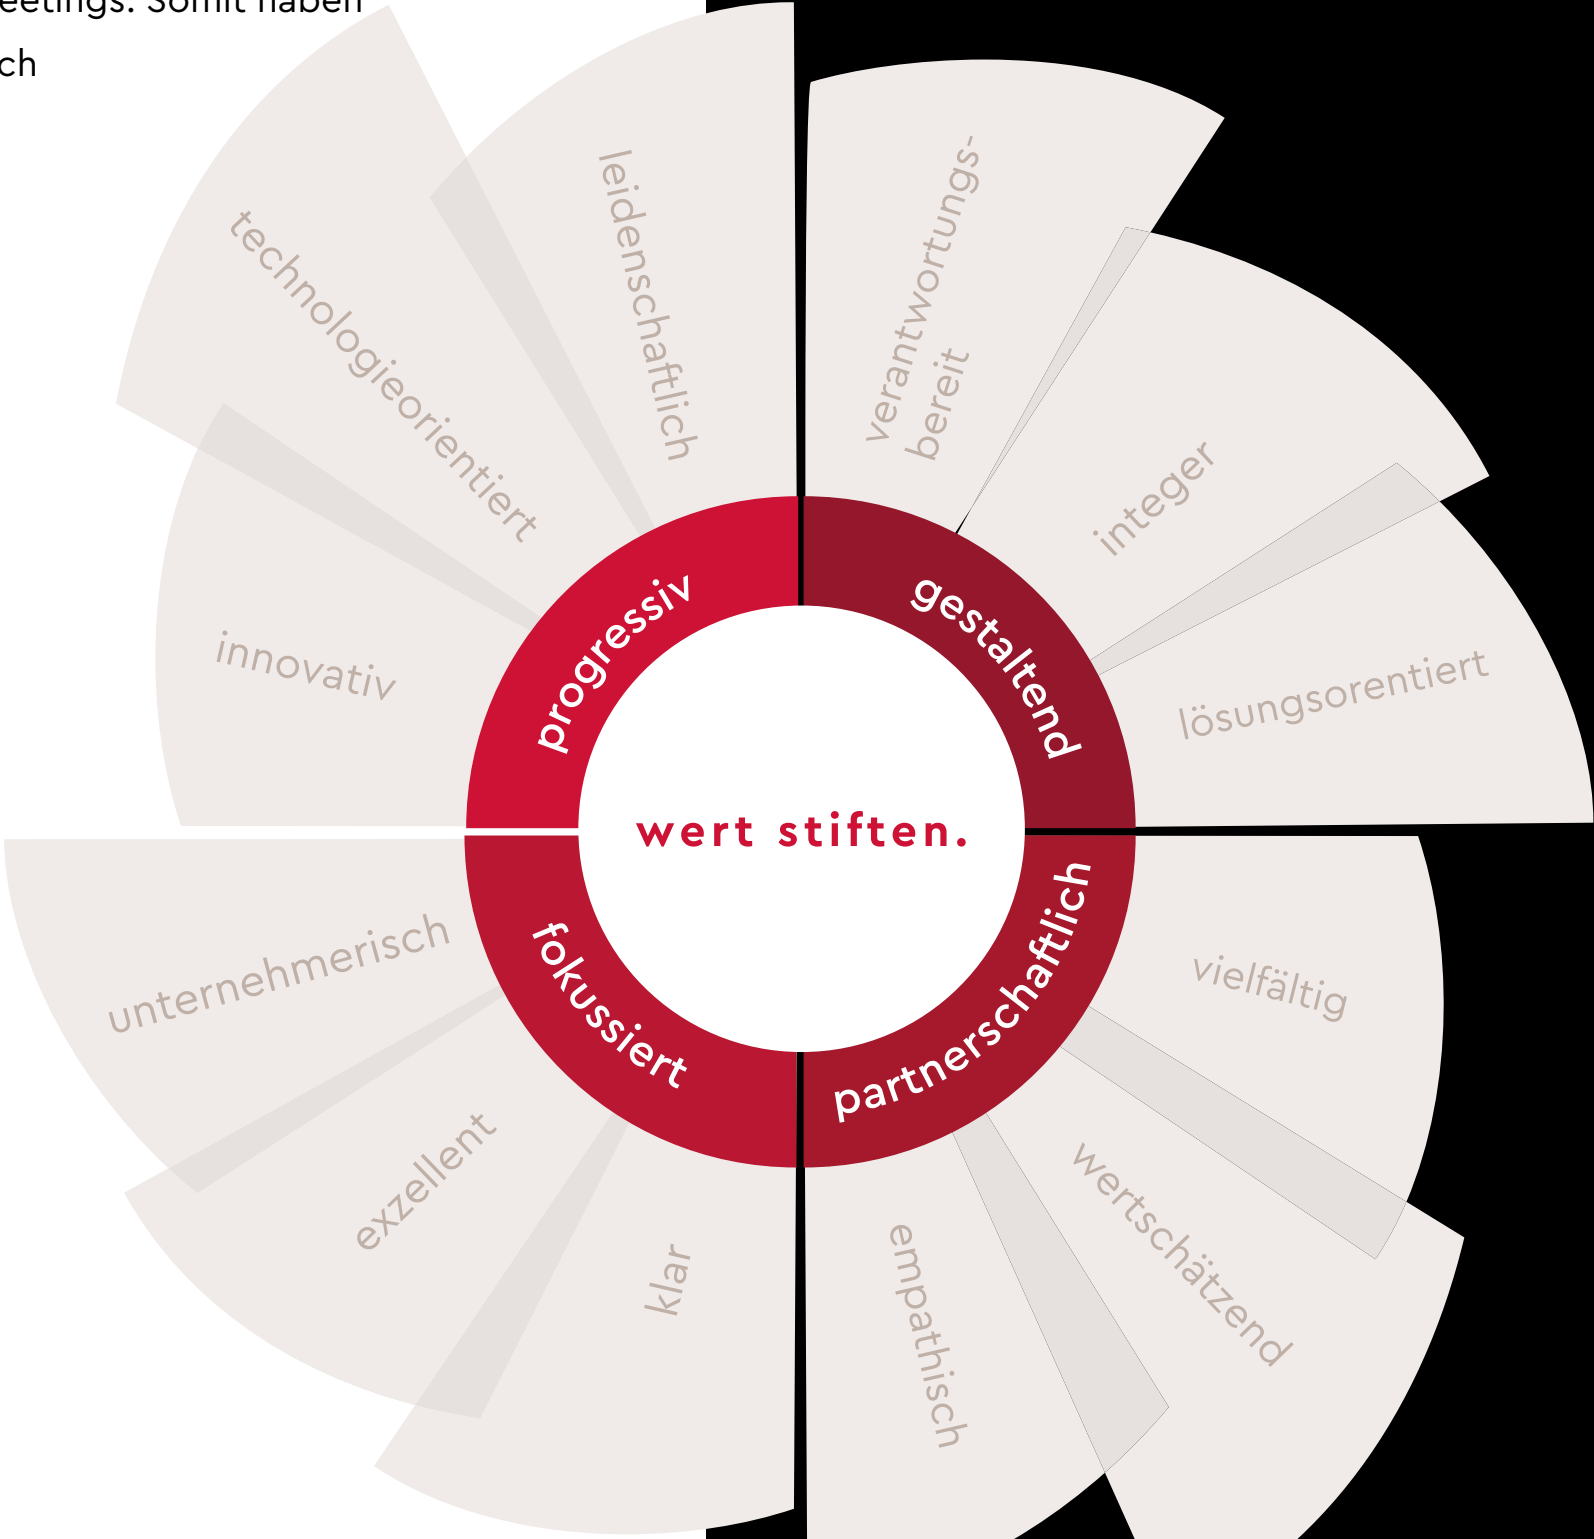 eetings. Somit haben
ch
leidenschaftlich
technologieorientiert
innovativ
verantwortungs-
bereit
integer
lösungsorentiert
progressiv
gestaltend
wert stiften.
fokussiert
partnerschaftlich
unternehmerisch
exzellent
klar
vielfältig
wertschätzend
empathisch